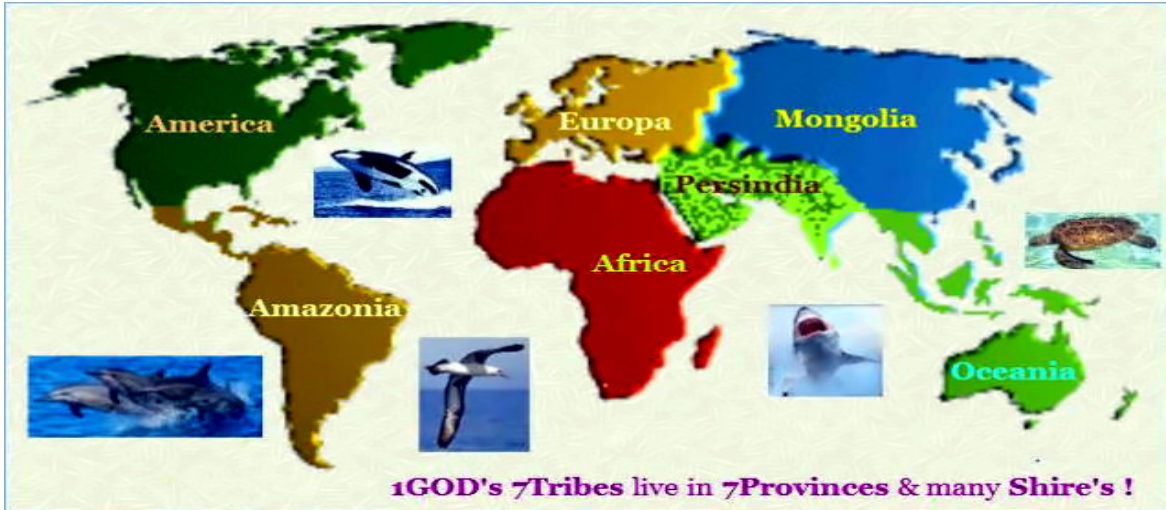 America
Europa
Mongolia
Persindia
Africa
Amazonia
Oceania
1GOD's 7Tribes live in 7Provinces & many Shire's !